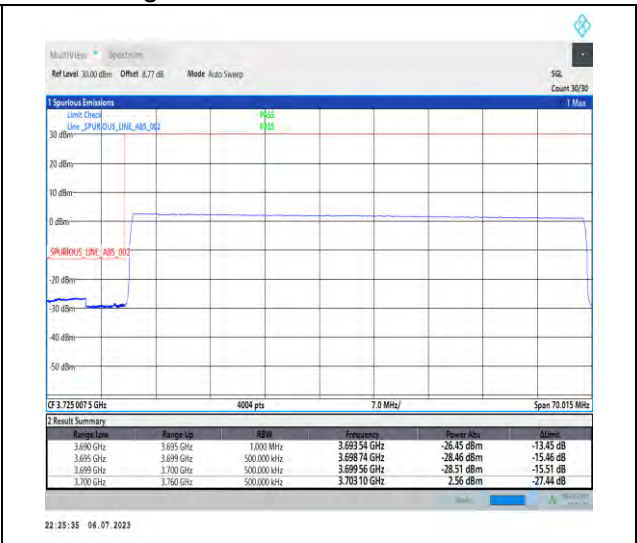 MultiView Spectrum
Ref Level 30.00 dBm Offset 8.77 dB Mode Auto Sweep SGL
Count 30/30
1 Spurious Emissions 1 Max
Limit Check PASS
Line _SPURIOUS_LINE_ABS_002 PASS
30 dBm
20 dBm
10 dBm
0 dBm
_SPURIOUS_LINE_ABS_002
-20 dBm
-30 dBm
-40 dBm
-50 dBm
CF 3.725 007 5 GHz 4004 pts 7.0 MHz/ Span 70.015 MHz
2 Result Summary
Range Low Range Up RBW Frequency Power Abs ΔLimit
3.690 GHz 3.695 GHz 1.000 MHz 3.693 54 GHz -26.45 dBm -13.45 dB
3.695 GHz 3.699 GHz 500.000 kHz 3.698 74 GHz -28.46 dBm -15.46 dB
3.699 GHz 3.700 GHz 500.000 kHz 3.699 56 GHz -28.51 dBm -15.51 dB
3.700 GHz 3.760 GHz 500.000 kHz 3.703 10 GHz 2.56 dBm -27.44 dB
22:25:35 06.07.2023